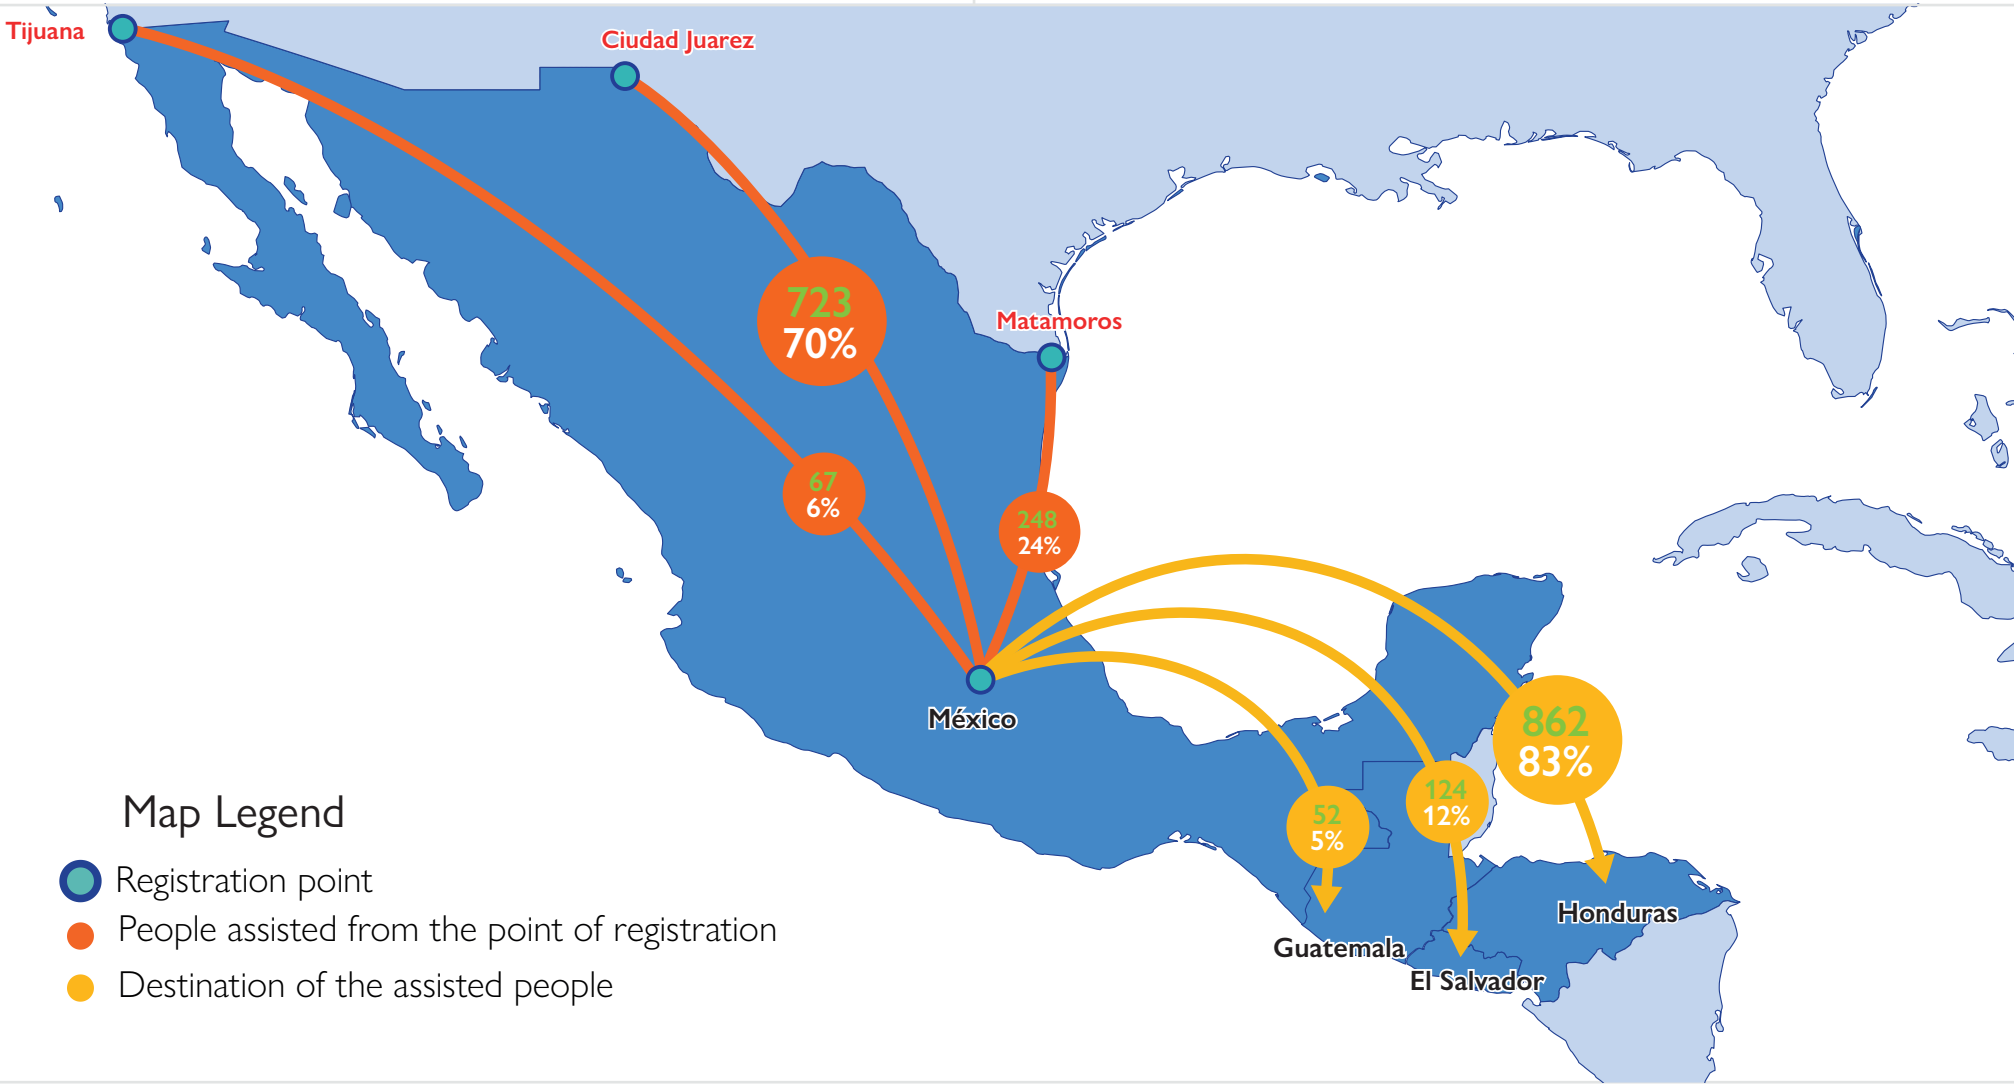 Tijuana
Ciudad Juarez
723
70%
Matamoros
67
6%
248
24%
México
862
83%
124
12%
52
5%
Honduras
Guatemala
El Salvador
Map Legend
Registration point
People assisted from the point of registration
Destination of the assisted people